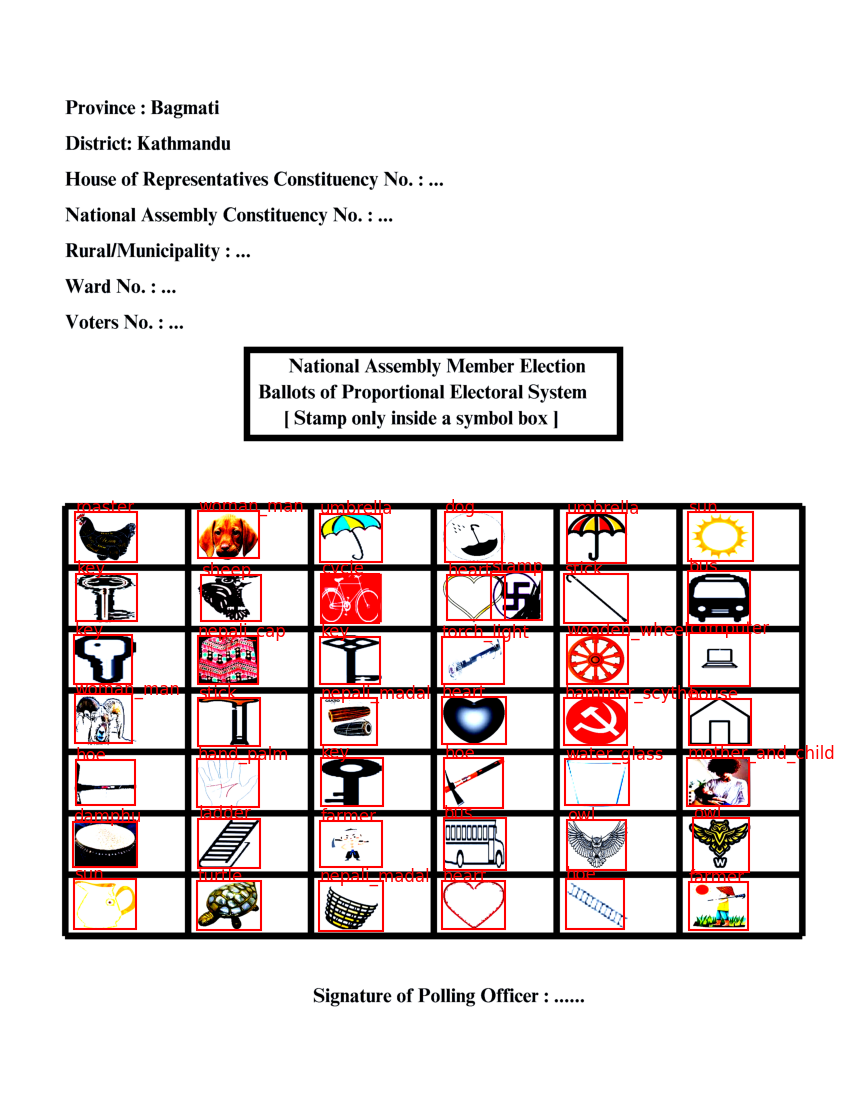 Province : Bagmati
District: Kathmandu
House of Representatives Constituency No. : ...
National Assembly Constituency No. : ...
Rural/Municipality : ...
Ward No. : ...
Voters No. : ...
National Assembly Member Election
Ballots of Proportional Electoral System
[ Stamp only inside a symbol box ]
roaster woman_man umbrella dog umbrella sun
key sheep cycle heart stamp stick bus
key nepali_cap key torch_light wooden_wheel computer
woman_man stick nepali_madal heart hammer_scyth house
hoe hand_palm key hoe water_glass mother_and_child
damphu ladder farmer bus owl owl
W
sun turtle nepali_madal heart hoe farmer
Signature of Polling Officer : ......